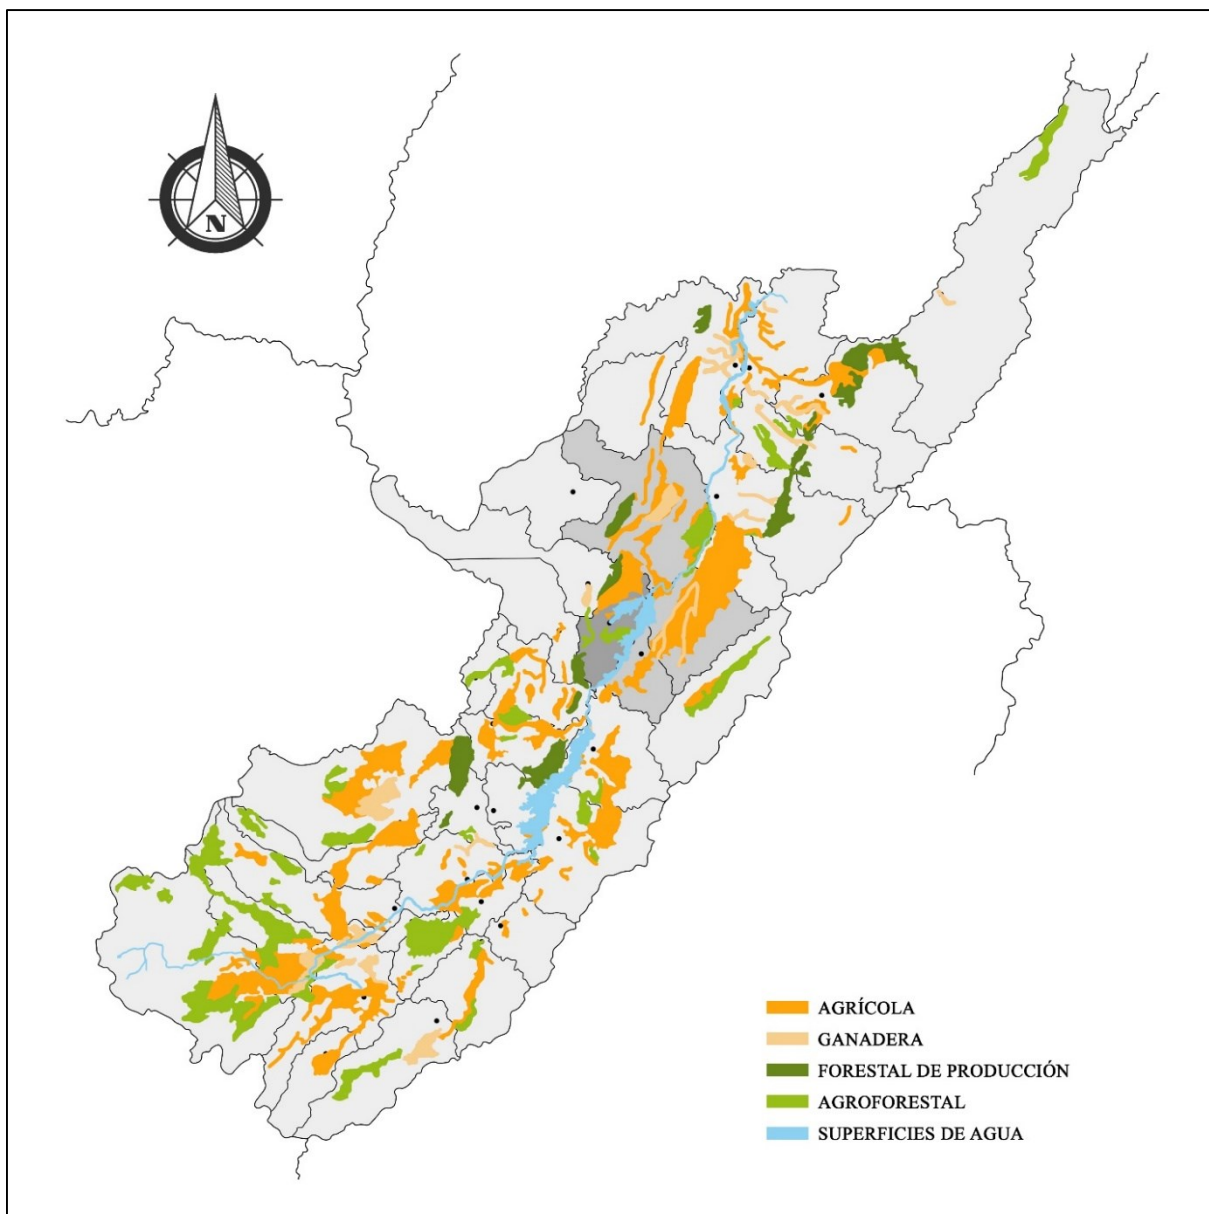 N
AGRÍCOLA
GANADERA
FORESTAL DE PRODUCCIÓN
AGROFORESTAL
SUPERFICIES DE AGUA